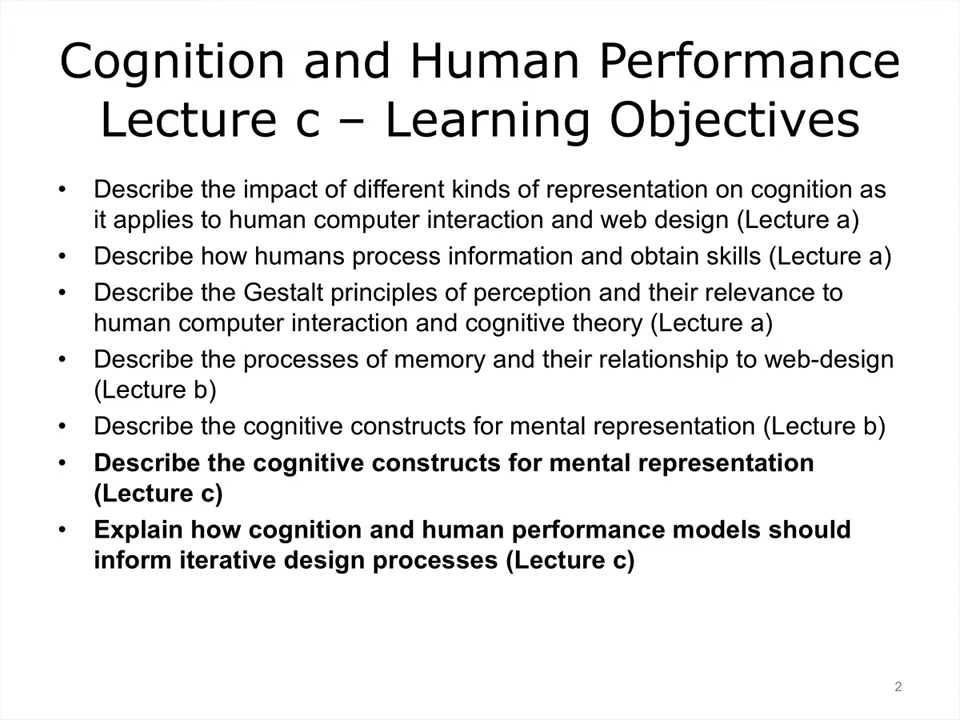 Cognition and Human Performance
Lecture c – Learning Objectives
• Describe the impact of different kinds of representation on cognition as
it applies to human computer interaction and web design (Lecture a)
• Describe how humans process information and obtain skills (Lecture a)
• Describe the Gestalt principles of perception and their relevance to
human computer interaction and cognitive theory (Lecture a)
• Describe the processes of memory and their relationship to web-design
(Lecture b)
• Describe the cognitive constructs for mental representation (Lecture b)
• Describe the cognitive constructs for mental representation
(Lecture c)
• Explain how cognition and human performance models should
inform iterative design processes (Lecture c)
2